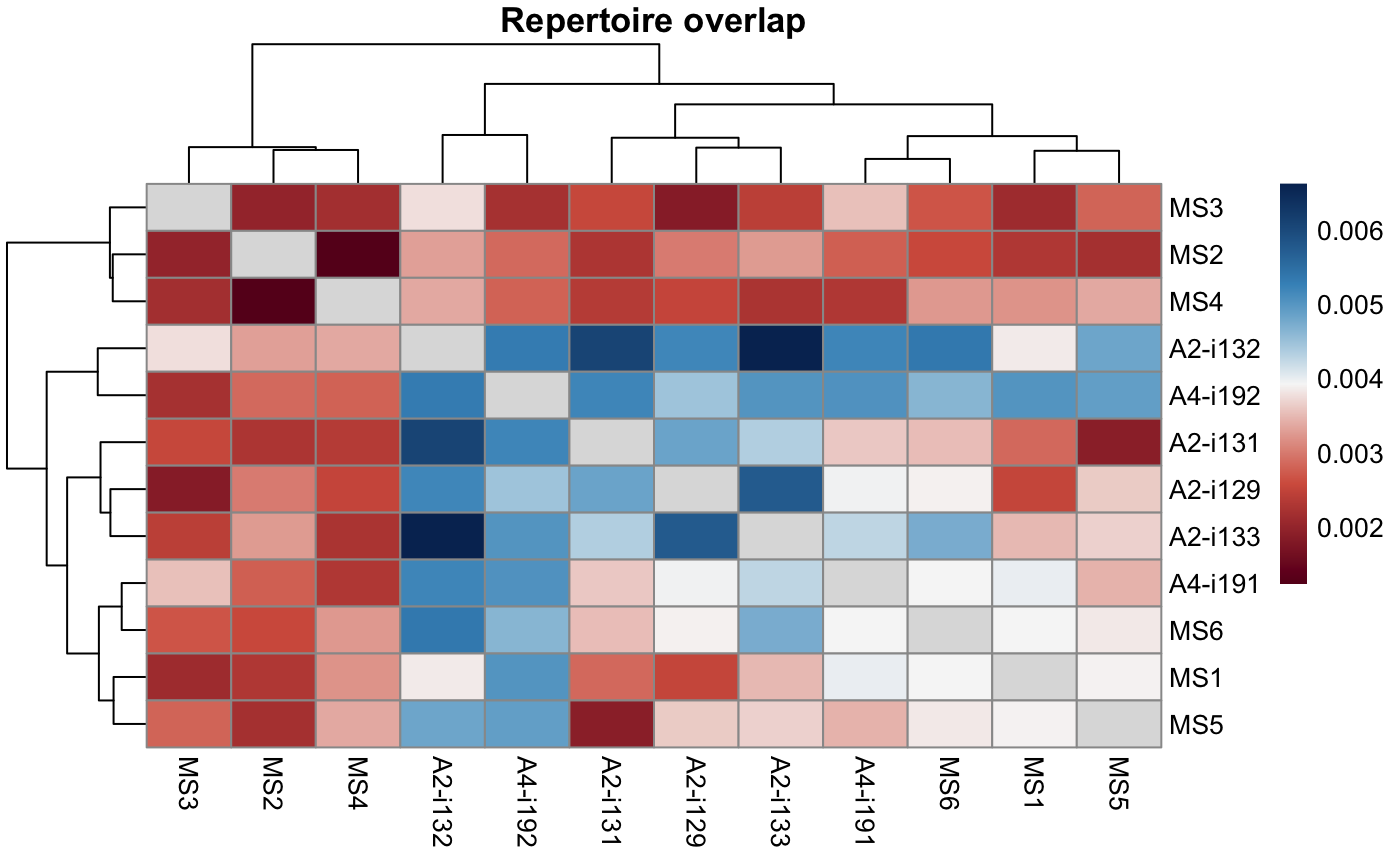 Repertoire overlap
MS3
MS2
MS4
A2-i132
A4-i192
A2-i131
A2-i129
A2-i133
A4-i191
MS6
MS1
MS5
0.006
0.005
0.004
0.003
0.002
MS3
MS2
MS4
A2-i132
A4-i192
A2-i131
A2-i129
A2-i133
A4-i191
MS6
MS1
MS5